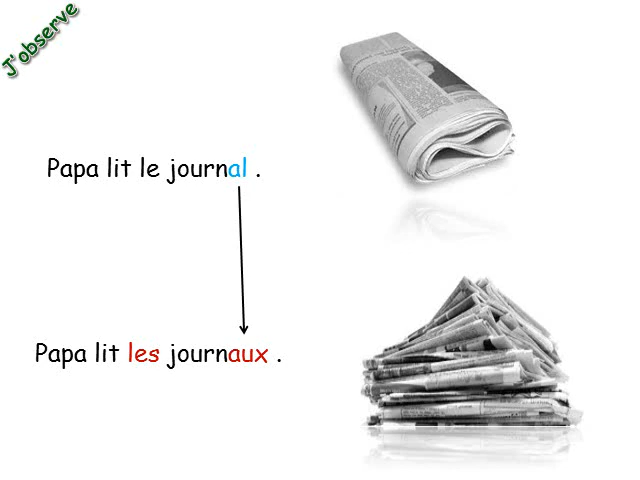 J'observe
Papa lit le journal .
Papa lit les journaux .